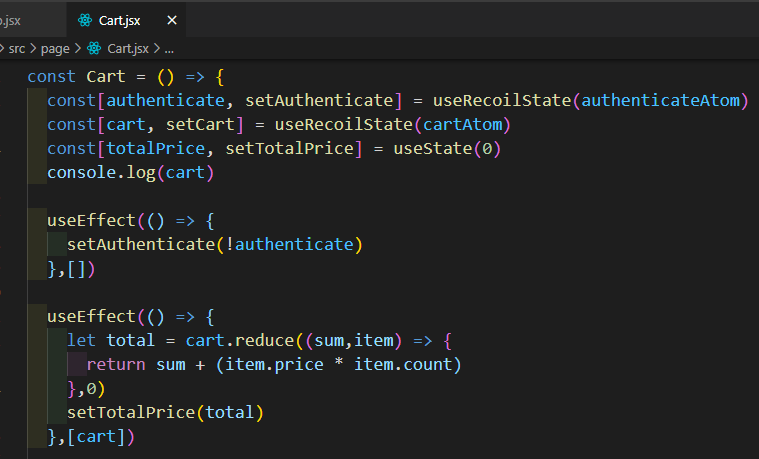 o.jsx Cart.jsx ✕
> src > page > Cart.jsx > ...
const Cart = () => {
const[authenticate, setAuthenticate] = useRecoilState(authenticateAtom)
const[cart, setCart] = useRecoilState(cartAtom)
const[totalPrice, setTotalPrice] = useState(0)
console.log(cart)
useEffect(() => {
setAuthenticate(!authenticate)
},[])
useEffect(() => {
let total = cart.reduce((sum,item) => {
return sum + (item.price * item.count)
},0)
setTotalPrice(total)
},[cart])